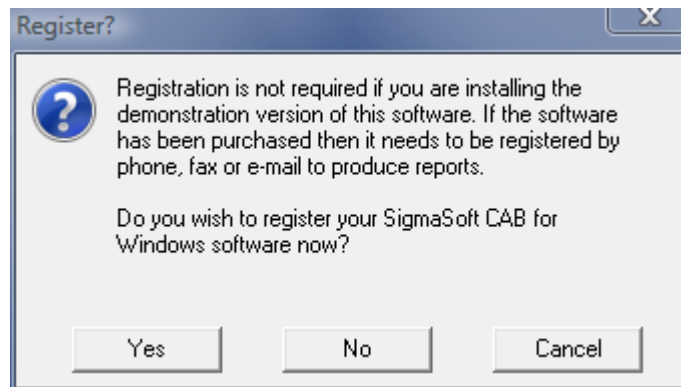 Register?
Registration is not required if you are installing the
demonstration version of this software. If the software
has been purchased then it needs to be registered by
phone, fax or e-mail to produce reports.
Do you wish to register your SigmaSoft CAB for
Windows software now?
Yes No Cancel